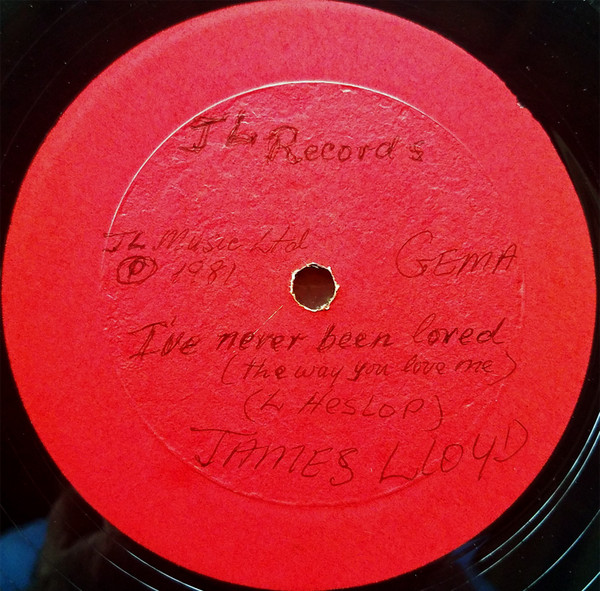 JL Records
JL Music Ltd
℗ 1981
GEMA
I've never been loved
(the way you love me)
(L HESLOP)
JAMES LLOYD